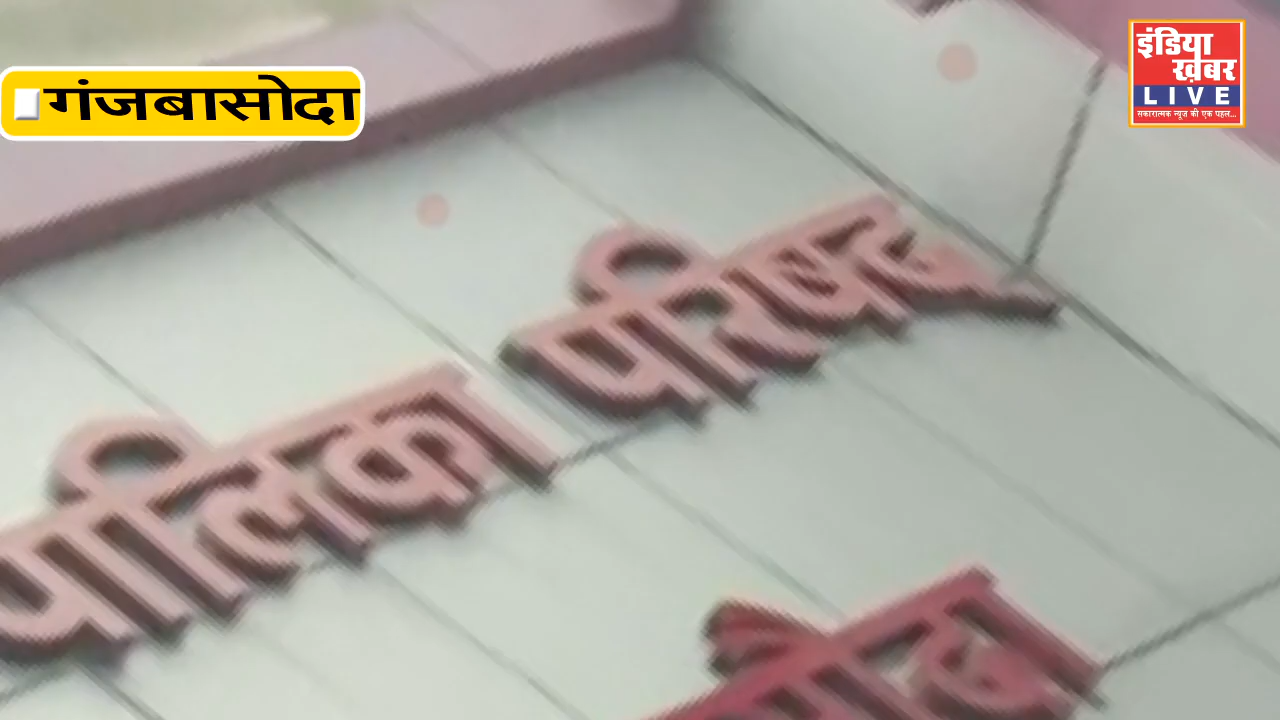 गंजबासोदा
इंडिया
ख़बर
LIVE
सकारात्मक न्यूज़ की एक पहल...
पालिका परिषद्